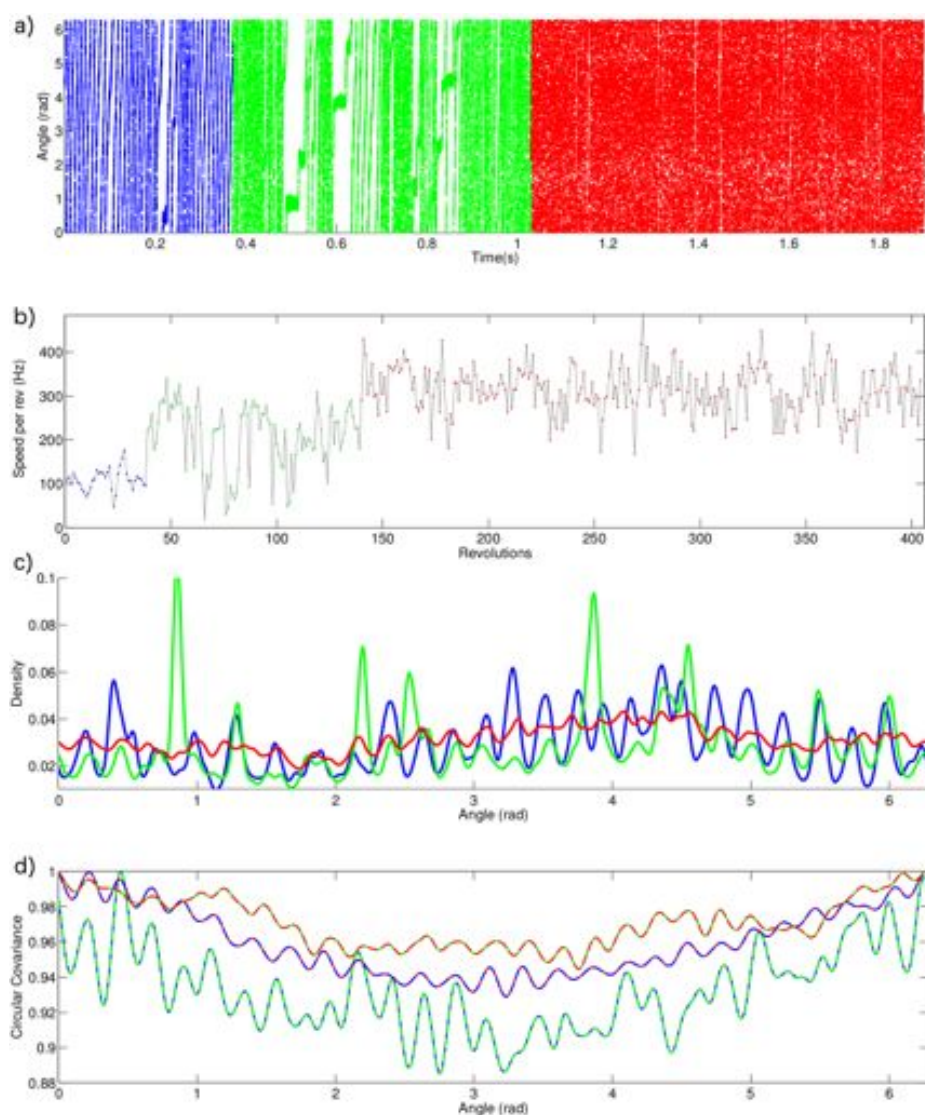 a)
6
5
4
3
2
1
0
Angle (rad)
0.2 0.4 0.6 0.8 1 1.2 1.4 1.6 1.8
Time(s)
b)
400
300
200
100
0
Speed per rev (Hz)
0 50 100 150 200 250 300 350 400
Revolutions
c)
0.1
0.08
0.06
0.04
0.02
Density
0 1 2 3 4 5 6
Angle (rad)
d)
1
0.98
0.96
0.94
0.92
0.9
0.88
Circular Covariance
0 1 2 3 4 5 6
Angle (rad)